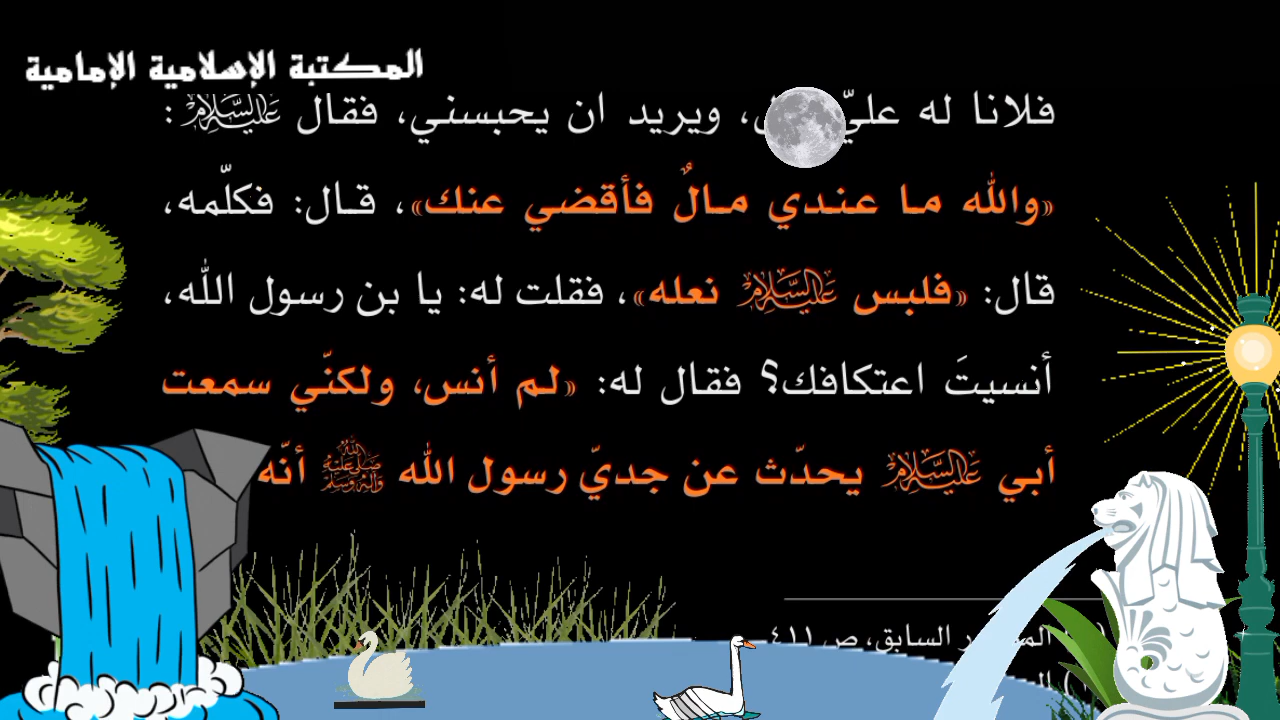 المكتبة الإسلامية الإمامية
فلانا له عليّ ، ويريد ان يحبسني، فقال عليه السلام :
«والله ما عندي مالٌ فأقضي عنك»، قال: فكلّمه،
قال: «فلبس عليه السلام نعله»، فقلت له: يا بن رسول الله،
أنسيتَ اعتكافك؟ فقال له: «لم أنس، ولكنّي سمعت
أبي عليه السلام يحدّث عن جديّ رسول الله صلى الله عليه وآله وسلم أنّه
السابق، ص ٤١١